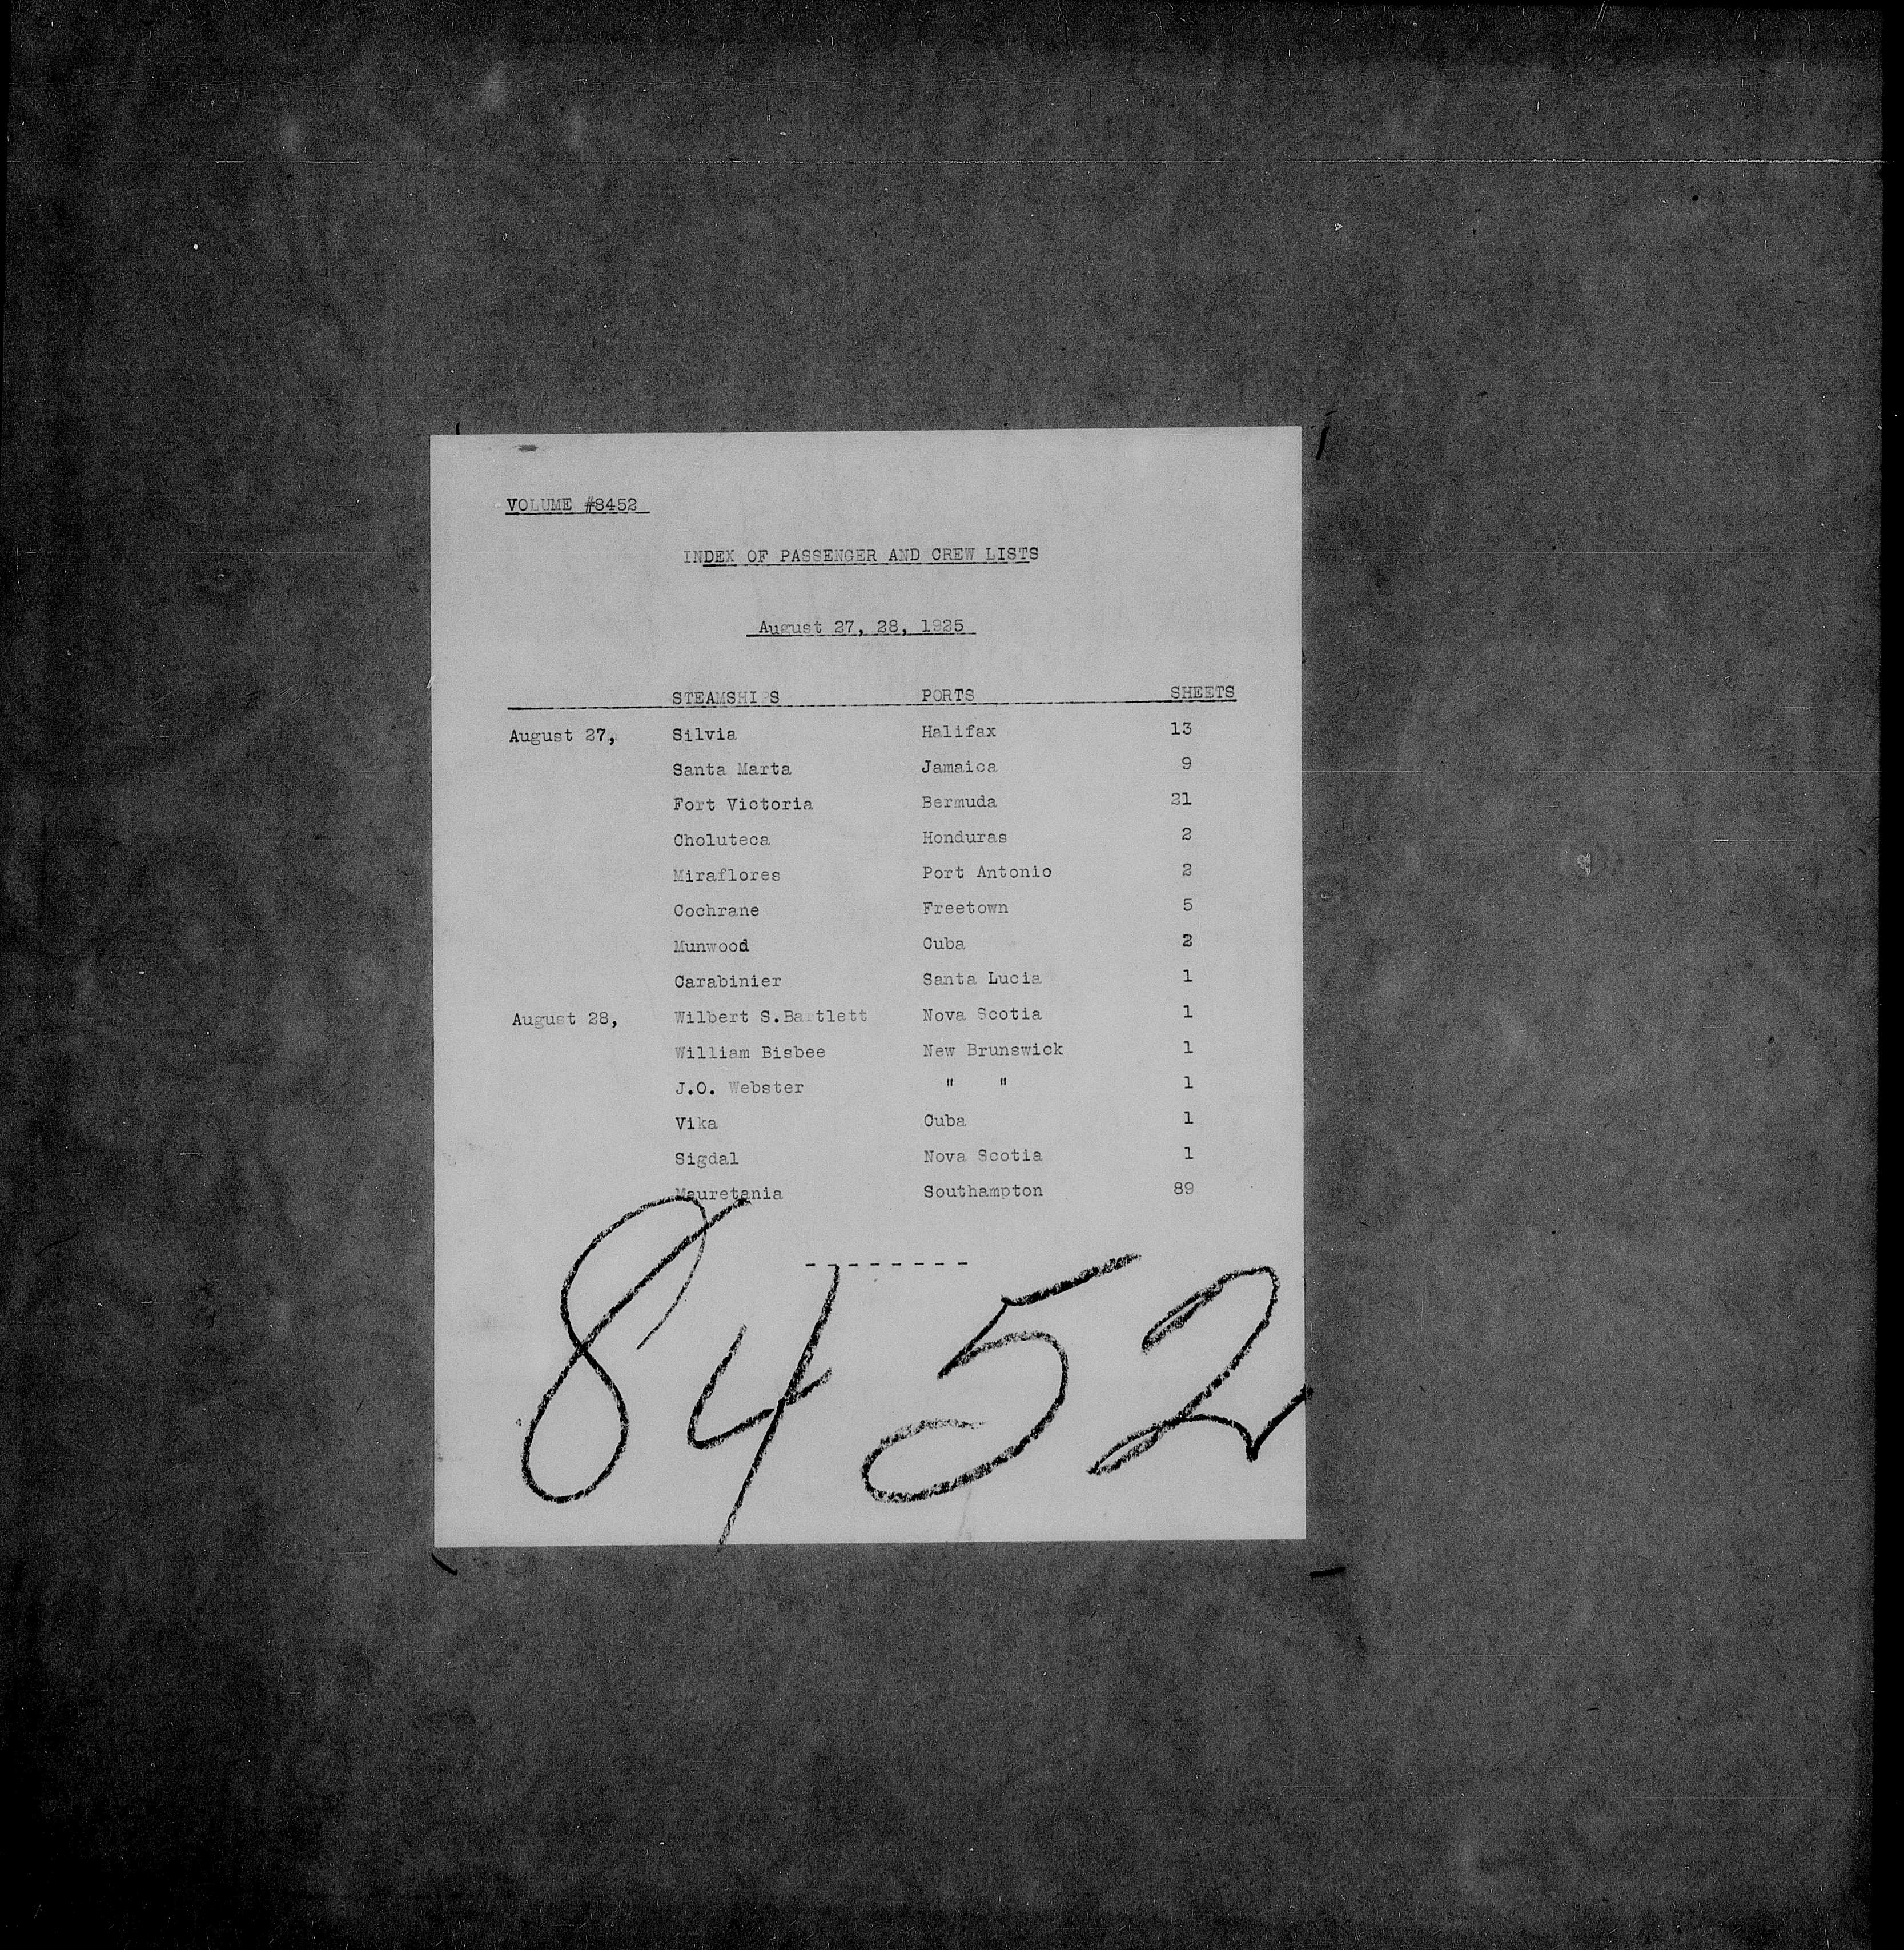 VOLUME #8452
INDEX OF PASSENGER AND CREW LISTS
August 27, 28, 1925
STEAMSHIPS PORTS SHEETS
August 27, Silvia Halifax 13
Santa Marta Jamaica 9
Fort Victoria Bermuda 21
Choluteca Honduras 2
Miraflores Port Antonio 2
Cochrane Freetown 5
Munwood Cuba 2
Carabinier Santa Lucia 1
August 28, Wilbert S.Bartlett Nova Scotia 1
William Bisbee New Brunswick 1
J.O. Webster " " 1
Vika Cuba 1
Sigdal Nova Scotia 1
Mauretania Southampton 89
--------
8452